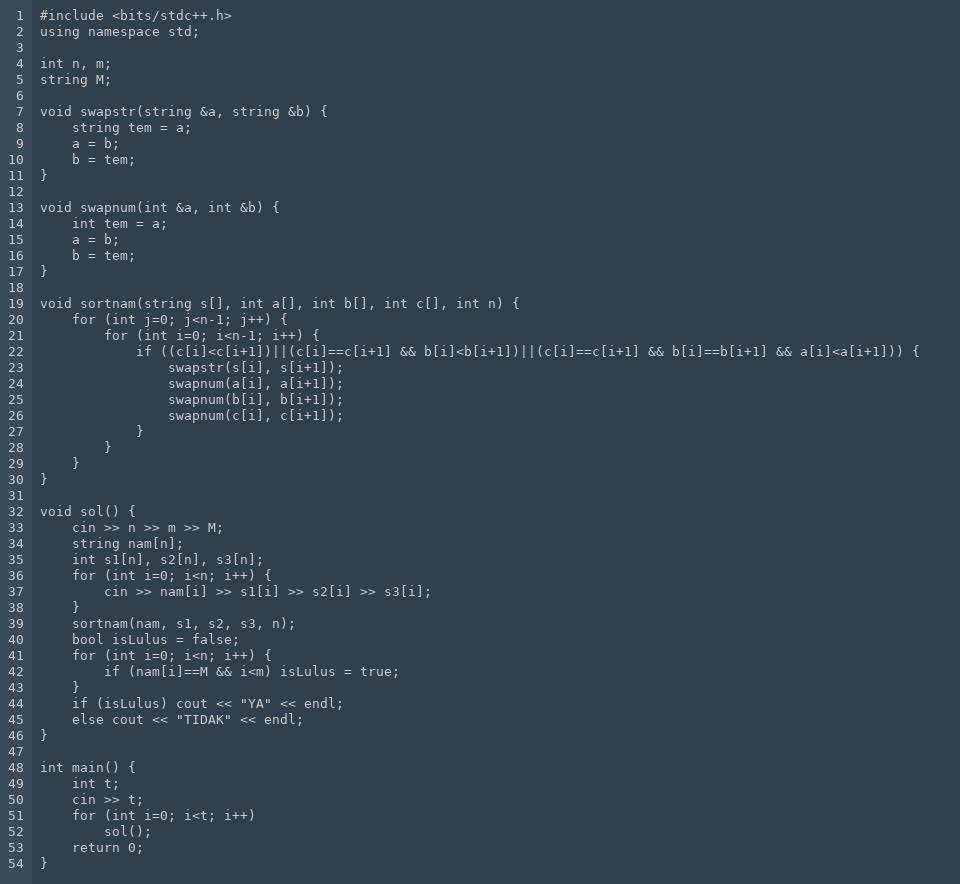 1 #include <bits/stdc++.h>
2 using namespace std;
3
4 int n, m;
5 string M;
6
7 void swapstr(string &a, string &b) {
8     string tem = a;
9     a = b;
10     b = tem;
11 }
12
13 void swapnum(int &a, int &b) {
14     int tem = a;
15     a = b;
16     b = tem;
17 }
18
19 void sortnam(string s[], int a[], int b[], int c[], int n) {
20     for (int j=0; j<n-1; j++) {
21         for (int i=0; i<n-1; i++) {
22             if ((c[i]<c[i+1])||(c[i]==c[i+1] && b[i]<b[i+1])||(c[i]==c[i+1] && b[i]==b[i+1] && a[i]<a[i+1])) {
23                 swapstr(s[i], s[i+1]);
24                 swapnum(a[i], a[i+1]);
25                 swapnum(b[i], b[i+1]);
26                 swapnum(c[i], c[i+1]);
27             }
28         }
29     }
30 }
31
32 void sol() {
33     cin >> n >> m >> M;
34     string nam[n];
35     int s1[n], s2[n], s3[n];
36     for (int i=0; i<n; i++) {
37         cin >> nam[i] >> s1[i] >> s2[i] >> s3[i];
38     }
39     sortnam(nam, s1, s2, s3, n);
40     bool isLulus = false;
41     for (int i=0; i<n; i++) {
42         if (nam[i]==M && i<m) isLulus = true;
43     }
44     if (isLulus) cout << "YA" << endl;
45     else cout << "TIDAK" << endl;
46 }
47
48 int main() {
49     int t;
50     cin >> t;
51     for (int i=0; i<t; i++)
52         sol();
53     return 0;
54 }